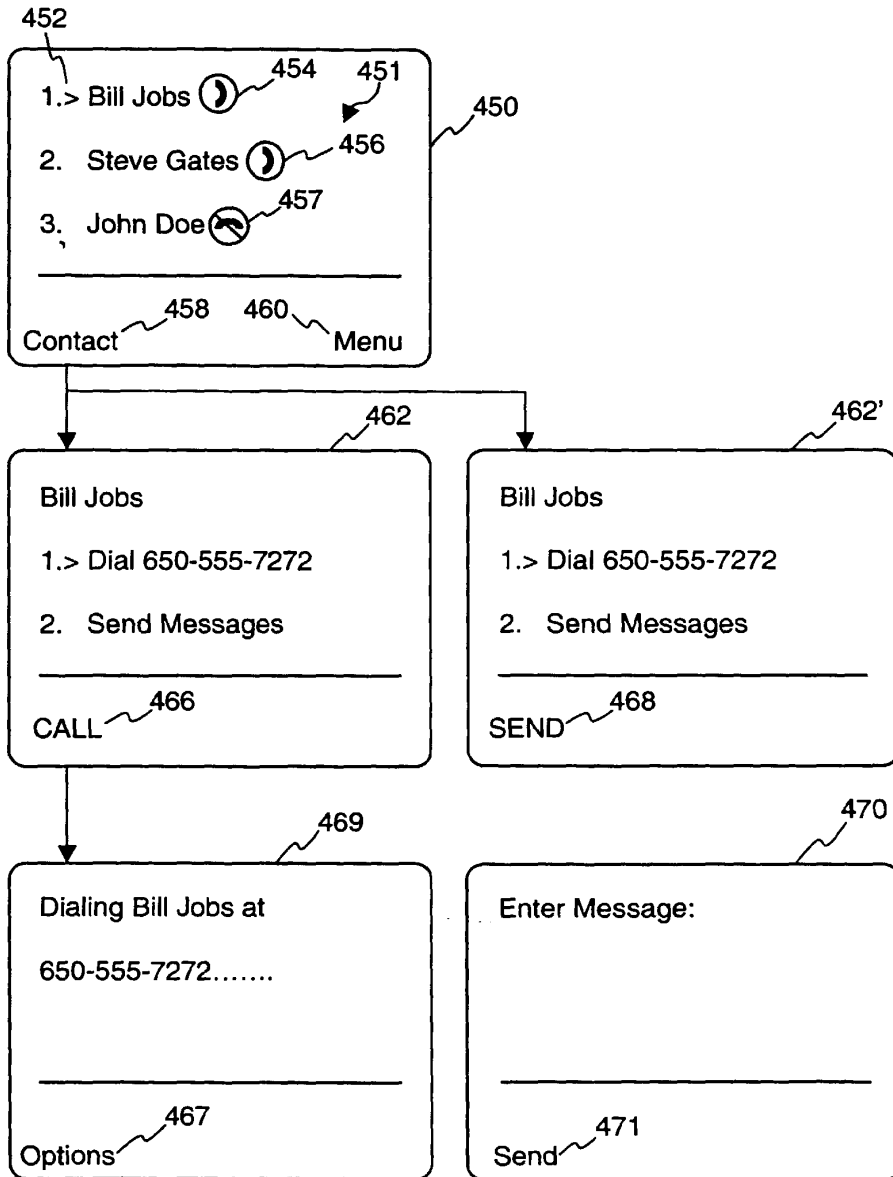 452
1.> Bill Jobs 454 451
450
2. Steve Gates 456
3. John Doe 457
Contact 458 460 Menu
462
Bill Jobs
1.> Dial 650-555-7272
2. Send Messages
CALL 466
462'
Bill Jobs
1.> Dial 650-555-7272
2. Send Messages
SEND 468
469
Dialing Bill Jobs at
650-555-7272.......
Options 467
470
Enter Message:
Send 471